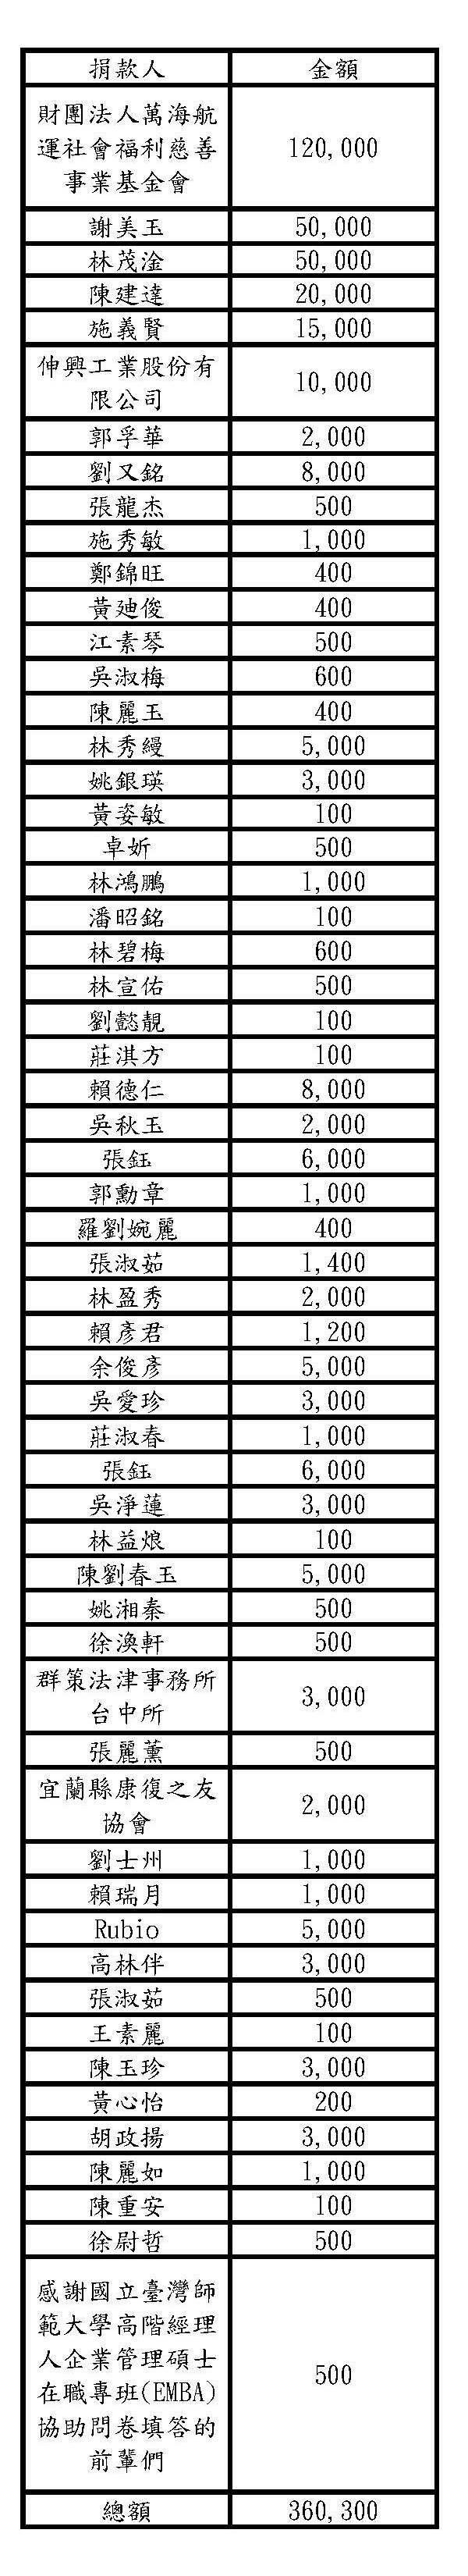 捐款人 金額
財團法人萬海航
運社會福利慈善
事業基金會
120,000
謝美玉 50,000
林茂淦 50,000
陳建達 20,000
施義賢 15,000
伸興工業股份有
限公司
10,000
郭孚華 2,000
劉又銘 8,000
張龍杰 500
施秀敏 1,000
鄭錦旺 400
黃廸俊 400
江素琴 500
吳淑梅 600
陳麗玉 400
林秀縵 5,000
姚銀瑛 3,000
黃姿敏 100
卓妡 500
林鴻鵬 1,000
潘昭銘 100
林碧梅 600
林宣佑 500
劉懿靚 100
莊淇方 100
賴德仁 8,000
吳秋玉 2,000
張鈺 6,000
郭勳章 1,000
羅劉婉麗 400
張淑茹 1,400
林盈秀 2,000
賴彥君 1,200
余俊彥 5,000
吳愛珍 3,000
莊淑春 1,000
張鈺 6,000
吳淨蓮 3,000
林益烺 100
陳劉春玉 5,000
姚湘秦 500
徐渙軒 500
群策法津事務所
台中所
3,000
張麗薰 500
宜蘭縣康復之友
協會
2,000
劉士州 1,000
賴瑞月 1,000
Rubio 5,000
高林伴 3,000
張淑茹 500
王素麗 100
陳玉珍 3,000
黃心怡 200
胡政揚 3,000
陳麗如 1,000
陳重安 100
徐尉哲 500
感謝國立臺灣師
範大學高階經理
人企業管理碩士
在職專班(EMBA)
協助問卷填答的
前輩們
500
總額 360,300